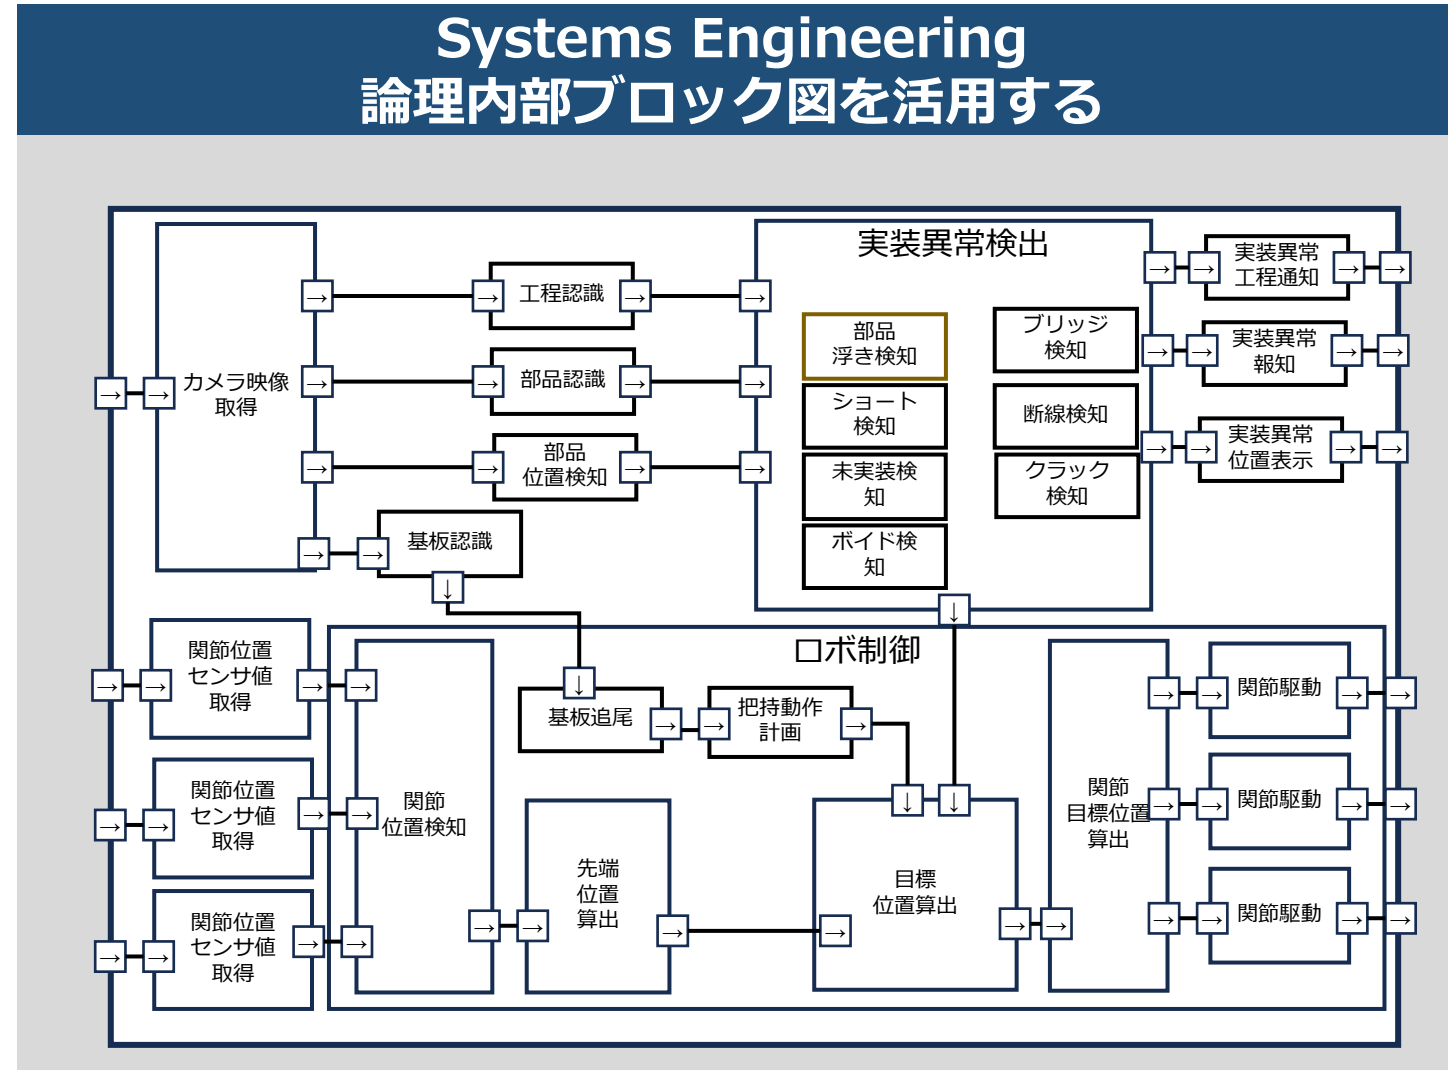 Systems Engineering
論理内部ブロック図を活用する
実装異常検出
実装異常
工程通知
工程認識
部品
浮き検知
ブリッジ
検知
実装異常
報知
カメラ映像
取得
部品認識
ショート
検知
断線検知
実装異常
位置表示
部品
位置検知
未実装検
知
クラック
検知
基板認識
ボイド検
知
ロボ制御
関節位置
センサ値
取得
基板追尾
把持動作
計画
関節駆動
関節位置
センサ値
取得
関節
位置検知
関節
目標位置
算出
関節駆動
先端
位置
算出
目標
位置算出
関節位置
センサ値
取得
関節駆動